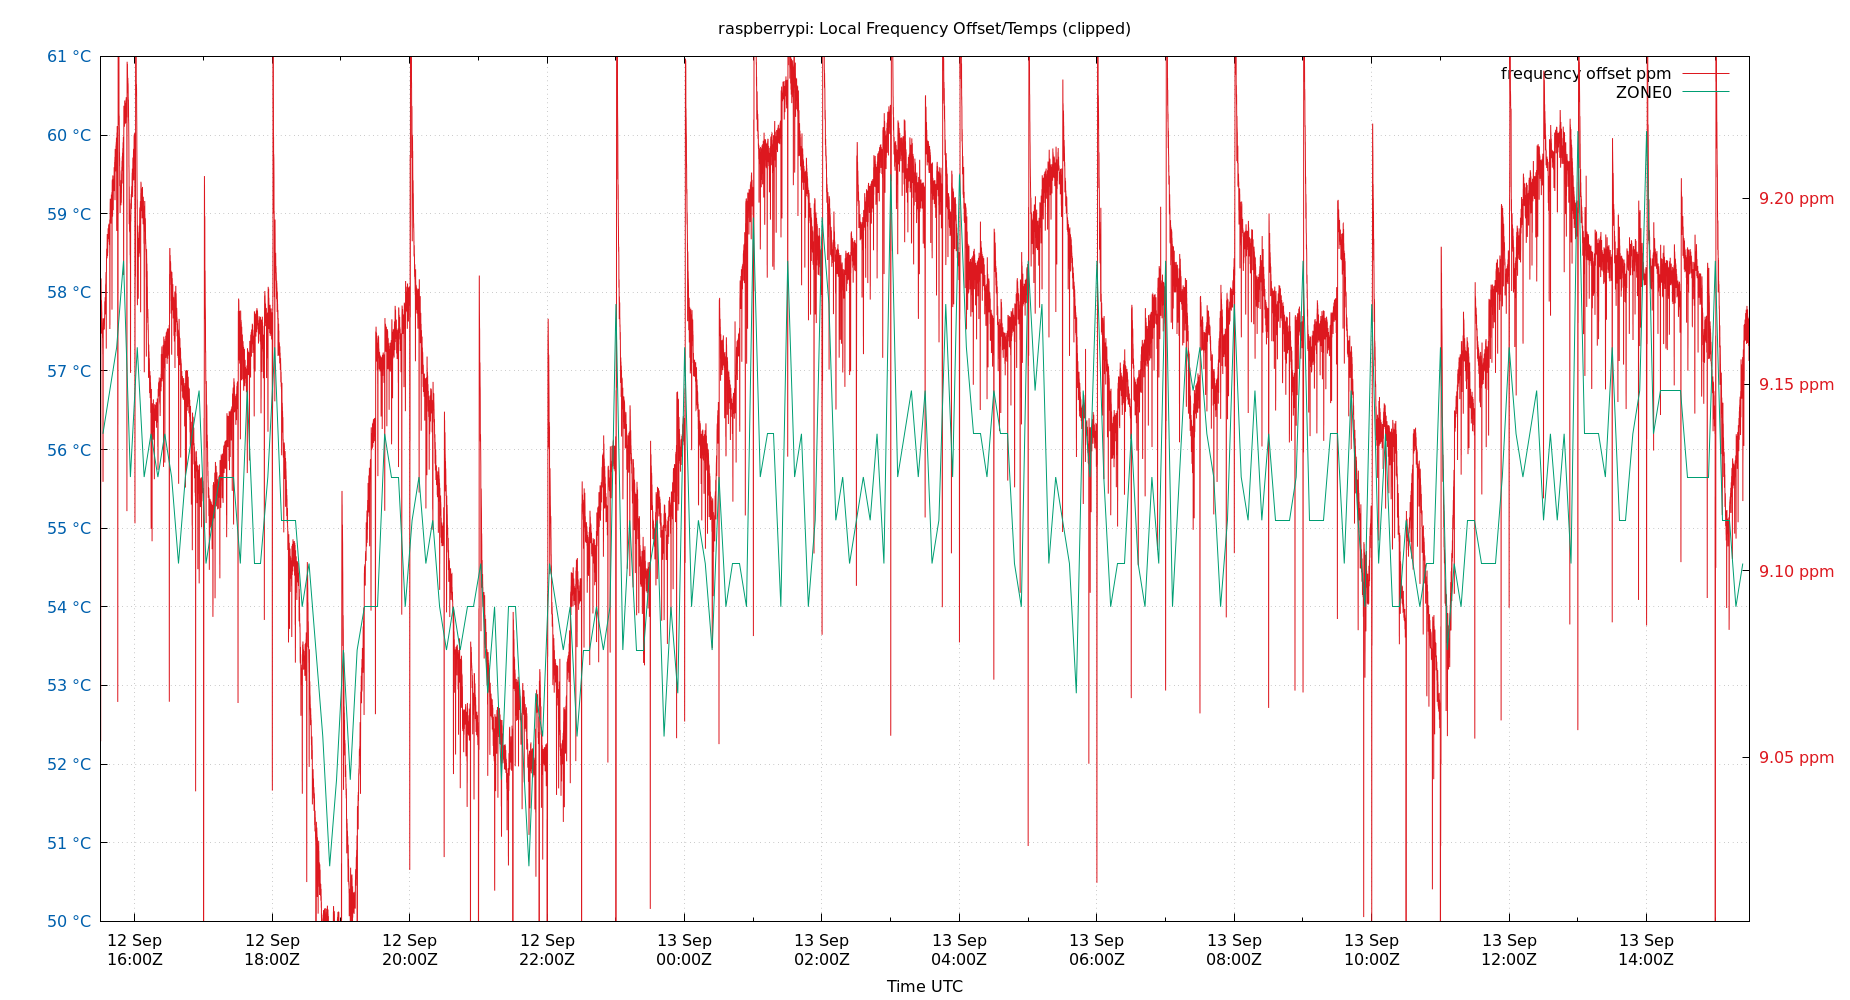 raspberrypi: Local Frequency Offset/Temps (clipped)
61 °C
60 °C
59 °C
58 °C
57 °C
56 °C
55 °C
54 °C
53 °C
52 °C
51 °C
50 °C
frequency offset ppm
ZONE0
9.20 ppm
9.15 ppm
9.10 ppm
9.05 ppm
12 Sep 12 Sep 12 Sep 12 Sep 13 Sep 13 Sep 13 Sep 13 Sep 13 Sep 13 Sep 13 Sep 13 Sep
16:00Z 18:00Z 20:00Z 22:00Z 00:00Z 02:00Z 04:00Z 06:00Z 08:00Z 10:00Z 12:00Z 14:00Z
Time UTC